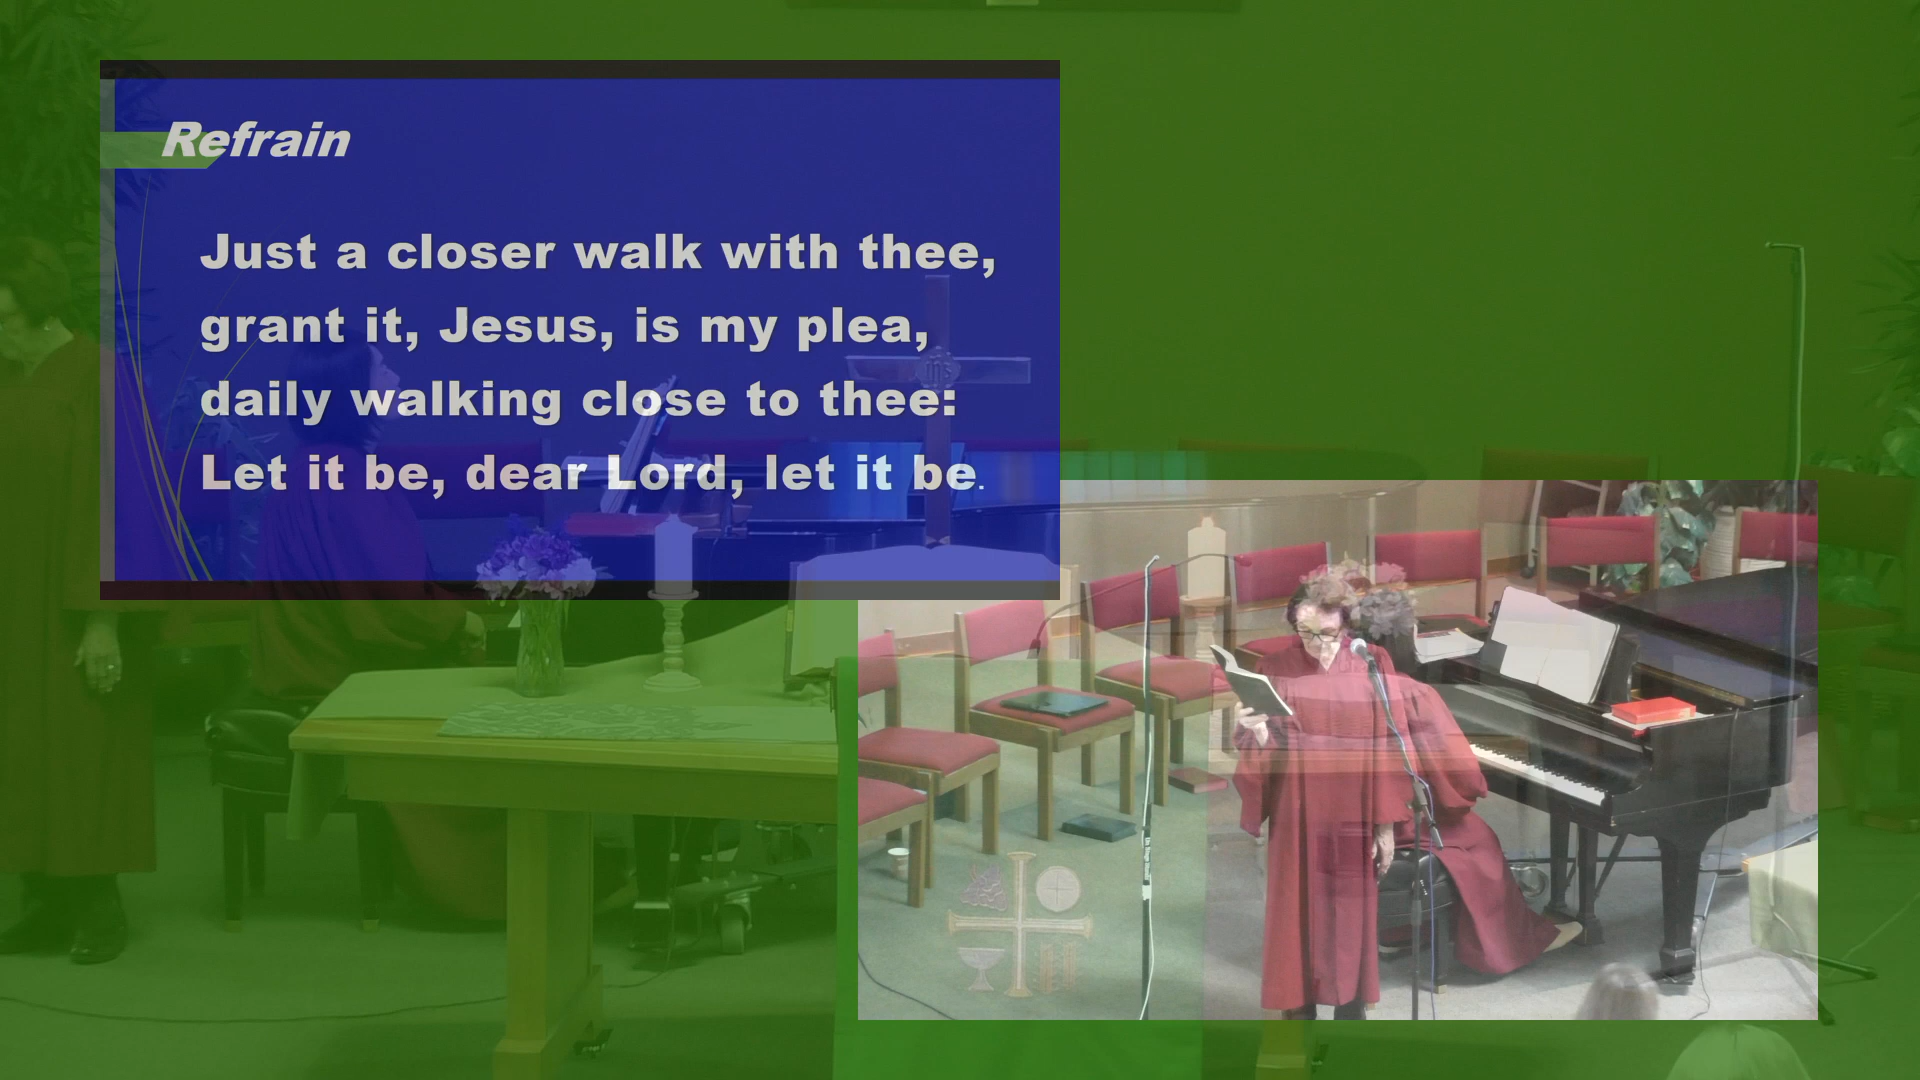 Refrain
Just a closer walk with thee,
grant it, Jesus, is my plea,
daily walking close to thee:
Let it be, dear Lord, let it be.
IHS